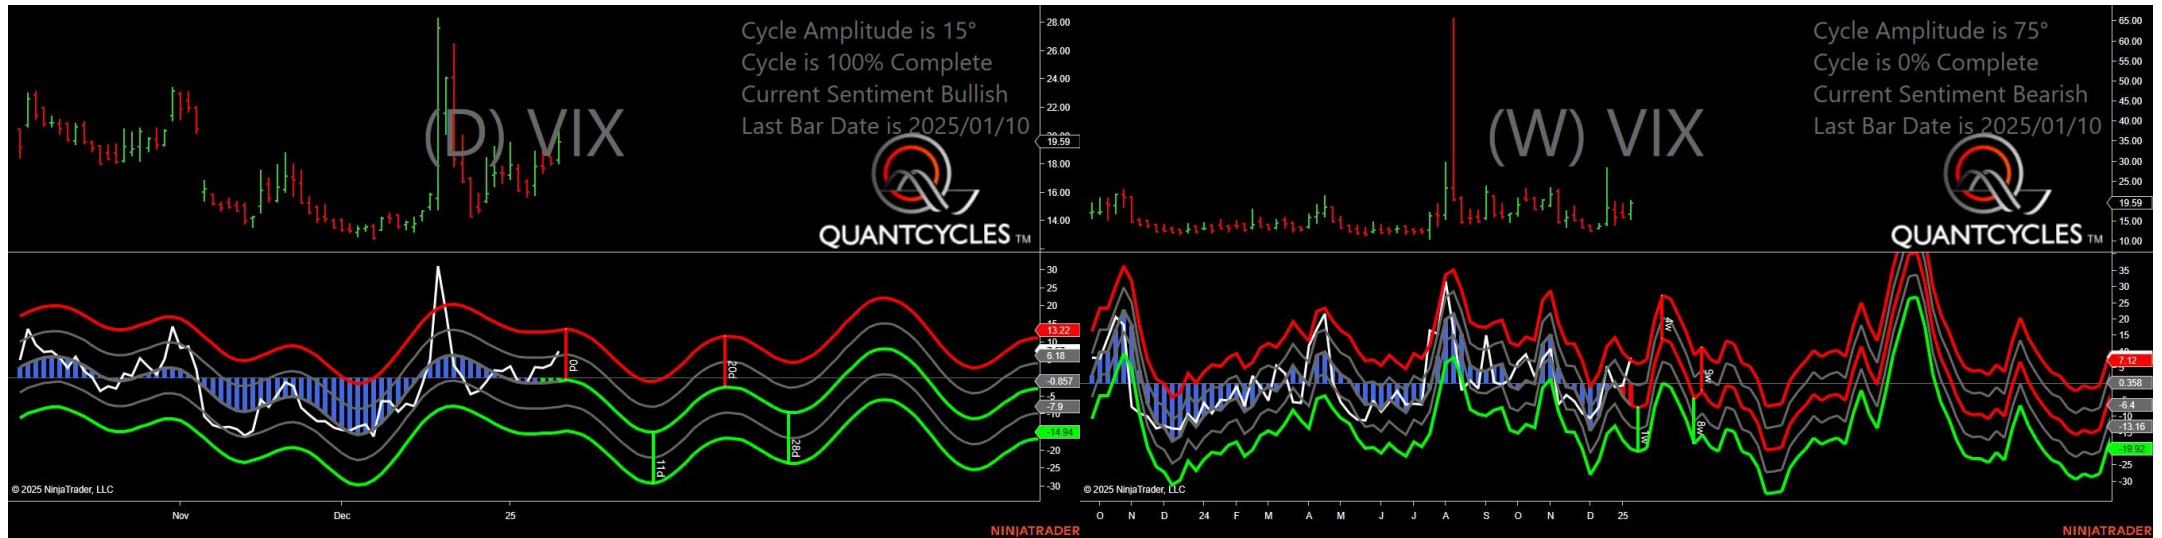 Cycle Amplitude is 15°
Cycle is 100% Complete
Current Sentiment Bullish
Last Bar Date is 2025/01/10
(D) VIX
QUANTCYCLES TM
28.00
26.00
24.00
22.00
20.00
19.59
18.00
16.00
14.00
30
25
20
15
13.22
6.18
-0.857
-5
-7.9
-10
-14.94
-20
-25
-30
0d
11d
20d
28d
© 2025 NinjaTrader, LLC
Nov Dec 25
NINJATRADER
Cycle Amplitude is 75°
Cycle is 0% Complete
Current Sentiment Bearish
Last Bar Date is 2025/01/10
(W) VIX
QUANTCYCLES TM
65.00
60.00
55.00
50.00
45.00
40.00
35.00
30.00
25.00
19.59
15.00
10.00
35
30
25
20
15
7.12
0.358
-6.4
-10
-13.16
-19.92
-25
-30
1w
4w
8w
9w
© 2025 NinjaTrader, LLC
O N D 24 F M A M J J A S O N D 25
NINJATRADER